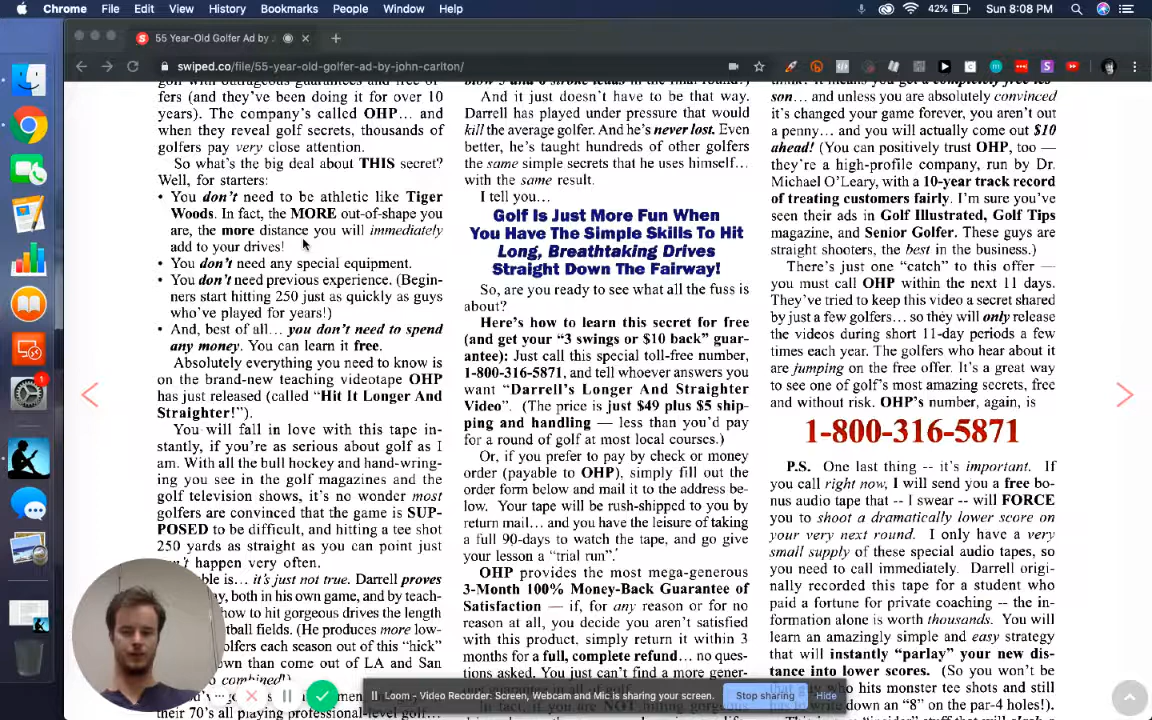 Chrome File Edit View History Bookmarks People Window Help
42% Sun 8:08 PM
55 Year-Old Golfer Ad by
swiped.co/file/55-year-old-golfer-ad-by-john-carlton/
fers (and they've been doing it for over 10
years). The company's called OHP... and
when they reveal golf secrets, thousands of
golfers pay very close attention.
So what's the big deal about THIS secret?
Well, for starters:
• You don't need to be athletic like Tiger
Woods. In fact, the MORE out-of-shape you
are, the more distance you will immediately
add to your drives!
• You don't need any special equipment.
• You don't need previous experience. (Begin-
ners start hitting 250 just as quickly as guys
who've played for years!)
• And, best of all... you don't need to spend
any money. You can learn it free.
Absolutely everything you need to know is
on the brand-new teaching videotape OHP
has just released (called "Hit It Longer And
Straighter!").
You will fall in love with this tape in-
stantly, if you're as serious about golf as I
am. With all the bull hockey and hand-wring-
ing you see in the golf magazines and the
golf television shows, it's no wonder most
golfers are convinced that the game is SUP-
POSED to be difficult, and hitting a tee shot
250 yards as straight as you can point just
happen very often.
is... it's just not true. Darrell proves
both in his own game, and by teach-
how to hit gorgeous drives the length
fields. (He produces more low-
each season out of this "hick"
than come out of LA and San
combined!)
their 70's all playing professional-level golf...
And it just doesn't have to be that way.
Darrell has played under pressure that would
kill the average golfer. And he's never lost. Even
better, he's taught hundreds of other golfers
the same simple secrets that he uses himself...
with the same result.
I tell you...
Golf Is Just More Fun When
You Have The Simple Skills To Hit
Long, Breathtaking Drives
Straight Down The Fairway!
So, are you ready to see what all the fuss is
about?
Here's how to learn this secret for free
(and get your "3 swings or $10 back" guar-
antee): Just call this special toll-free number,
1-800-316-5871, and tell whoever answers you
want "Darrell's Longer And Straighter
Video". (The price is just $49 plus $5 ship-
ping and handling — less than you'd pay
for a round of golf at most local courses.)
Or, if you prefer to pay by check or money
order (payable to OHP), simply fill out the
order form below and mail it to the address be-
low. Your tape will be rush-shipped to you by
return mail... and you have the leisure of taking
a full 90-days to watch the tape, and go give
your lesson a "trial run".
OHP provides the most mega-generous
3-Month 100% Money-Back Guarantee of
Satisfaction — if, for any reason or for no
reason at all, you decide you aren't satisfied
with this product, simply return it within 3
months for a full, complete refund... no ques-
tions asked. You just can't find a more gener-
son... and unless you are absolutely convinced
it's changed your game forever, you aren't out
a penny... and you will actually come out $10
ahead! (You can positively trust OHP, too —
they're a high-profile company, run by Dr.
Michael O'Leary, with a 10-year track record
of treating customers fairly. I'm sure you've
seen their ads in Golf Illustrated, Golf Tips
magazine, and Senior Golfer. These guys are
straight shooters, the best in the business.)
There's just one "catch" to this offer —
you must call OHP within the next 11 days.
They've tried to keep this video a secret shared
by just a few golfers... so they will only release
the videos during short 11-day periods a few
times each year. The golfers who hear about it
are jumping on the free offer. It's a great way
to see one of golf's most amazing secrets, free
and without risk. OHP's number, again, is
1-800-316-5871
P.S. One last thing -- it's important. If
you call right now, I will send you a free bo-
nus audio tape that -- I swear -- will FORCE
you to shoot a dramatically lower score on
your very next round. I only have a very
small supply of these special audio tapes, so
you need to call immediately. Darrell origi-
nally recorded this tape for a student who
paid a fortune for private coaching -- the in-
formation alone is worth thousands. You will
learn an amazingly simple and easy strategy
that will instantly "parlay" your new dis-
tance into lower scores. (So you won't be
who hits monster tee shots and still
down an "8" on the par-4 holes!).
Loom - Video Recorder: Screen, Webcam and Mic is sharing your screen. Stop sharing Hide